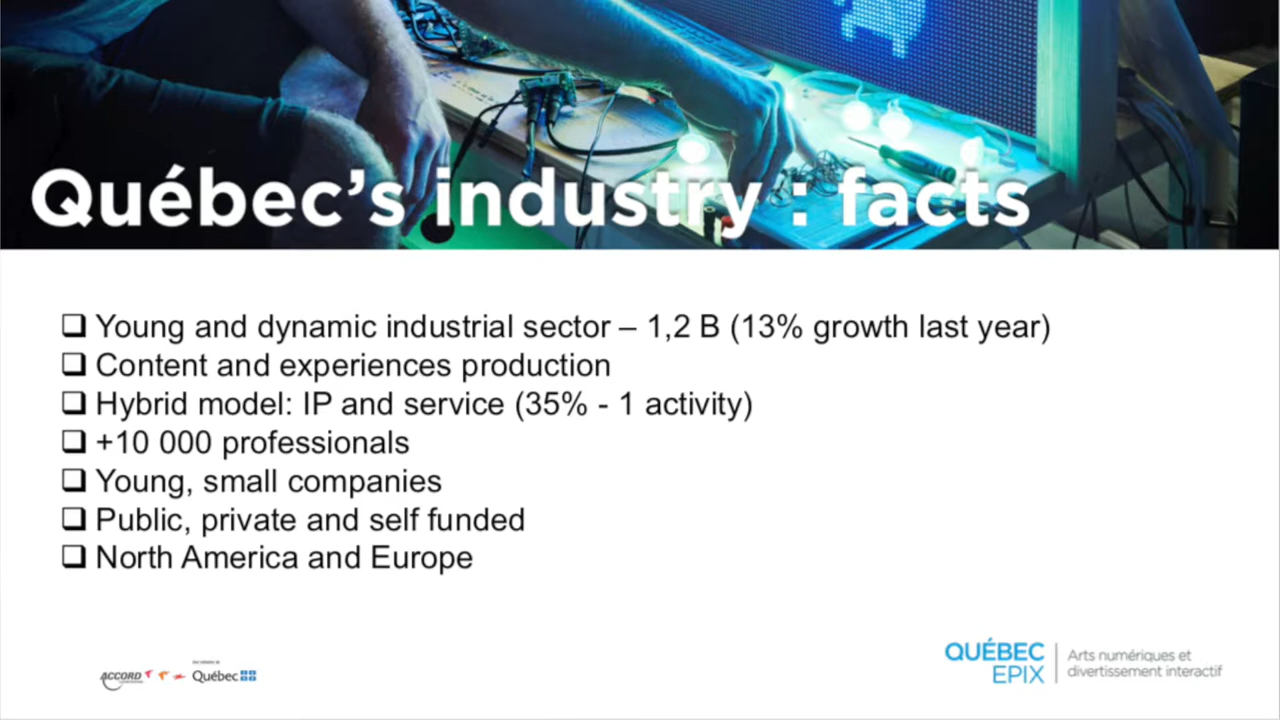 Québec's industry : facts
❑ Young and dynamic industrial sector – 1,2 B (13% growth last year)
❑ Content and experiences production
❑ Hybrid model: IP and service (35% - 1 activity)
❑ +10 000 professionals
❑ Young, small companies
❑ Public, private and self funded
❑ North America and Europe
ACCORD
Québec
QUÉBEC
EPIX
Arts numériques et
divertissement interactif